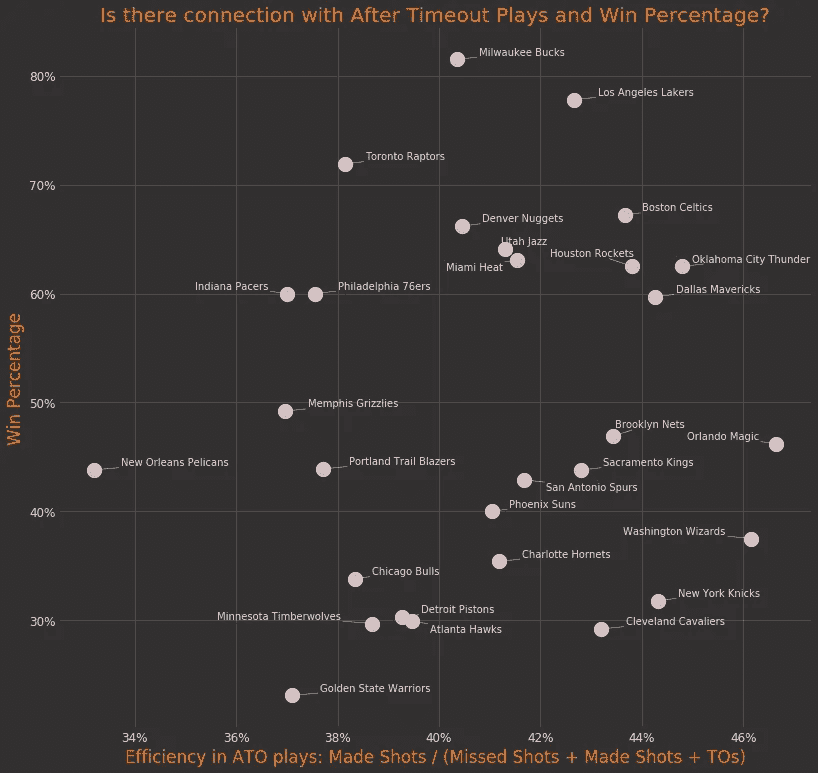 Is there connection with After Timeout Plays and Win Percentage?
Milwaukee Bucks
80%
Los Angeles Lakers
Toronto Raptors
70%
Boston Celtics
Denver Nuggets
Utah Jazz
Houston Rockets
Oklahoma City Thunder
Miami Heat
Indiana Pacers
Philadelphia 76ers
Dallas Mavericks
60%
Win Percentage
Memphis Grizzlies
50%
Brooklyn Nets
Orlando Magic
New Orleans Pelicans
Portland Trail Blazers
Sacramento Kings
San Antonio Spurs
Phoenix Suns
40%
Washington Wizards
Charlotte Hornets
Chicago Bulls
New York Knicks
Detroit Pistons
Minnesota Timberwolves
30%
Cleveland Cavaliers
Atlanta Hawks
Golden State Warriors
34%
36%
38%
40%
42%
44%
46%
Efficiency in ATO plays: Made Shots / (Missed Shots + Made Shots + TOs)